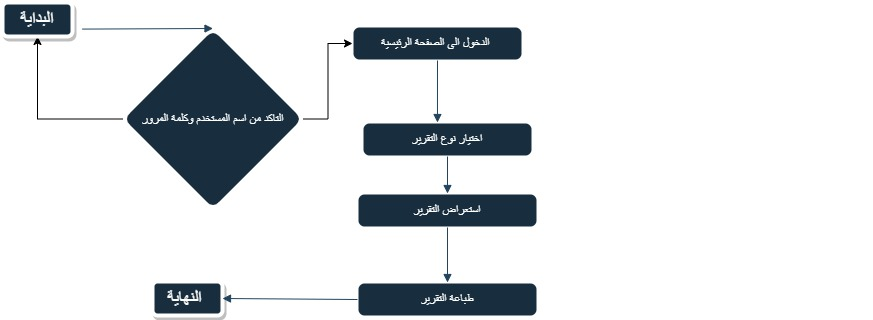 البداية
الدخول الى الصفحة الرئيسية
التاكد من اسم المستخدم وكلمة المرور
اختيار نوع التقرير
استعراض التقرير
طباعة التقرير
النهاية